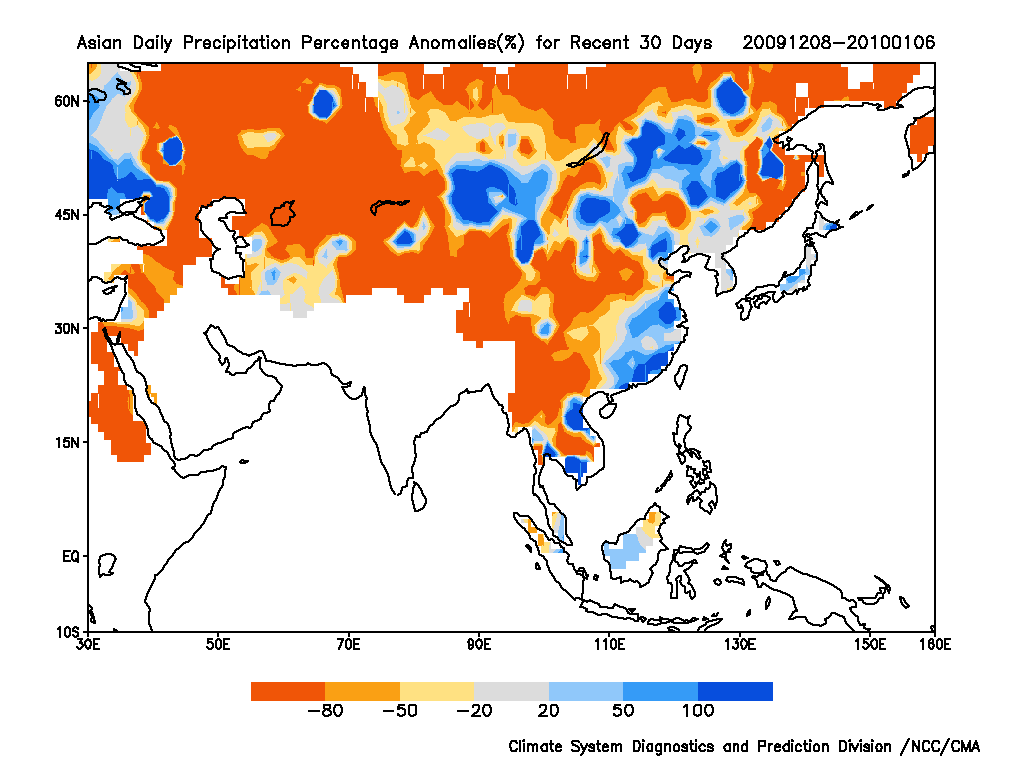 Asian Daily Precipitation Percentage Anomalies(%) for Recent 30 Days 20091208-20100106
60N
45N
30N
15N
EQ
10S
30E 50E 70E 90E 110E 130E 150E 160E
-80 -50 -20 20 50 100
Climate System Diagnostics and Prediction Division /NCC/CMA